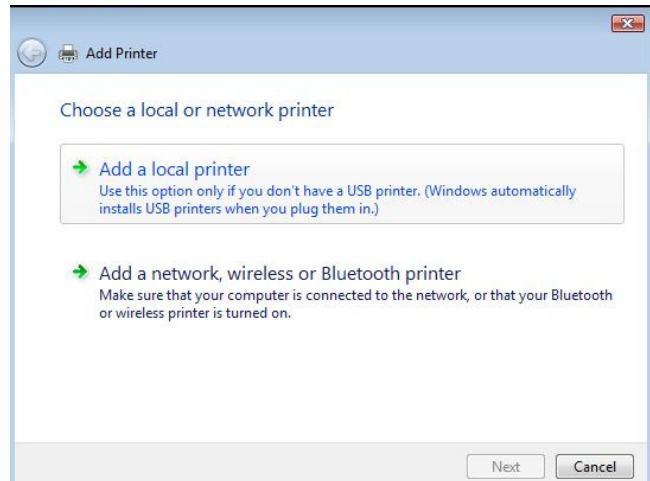 Add Printer
Choose a local or network printer
Add a local printer
Use this option only if you don't have a USB printer. (Windows automatically
installs USB printers when you plug them in.)
Add a network, wireless or Bluetooth printer
Make sure that your computer is connected to the network, or that your Bluetooth
or wireless printer is turned on.
Next Cancel